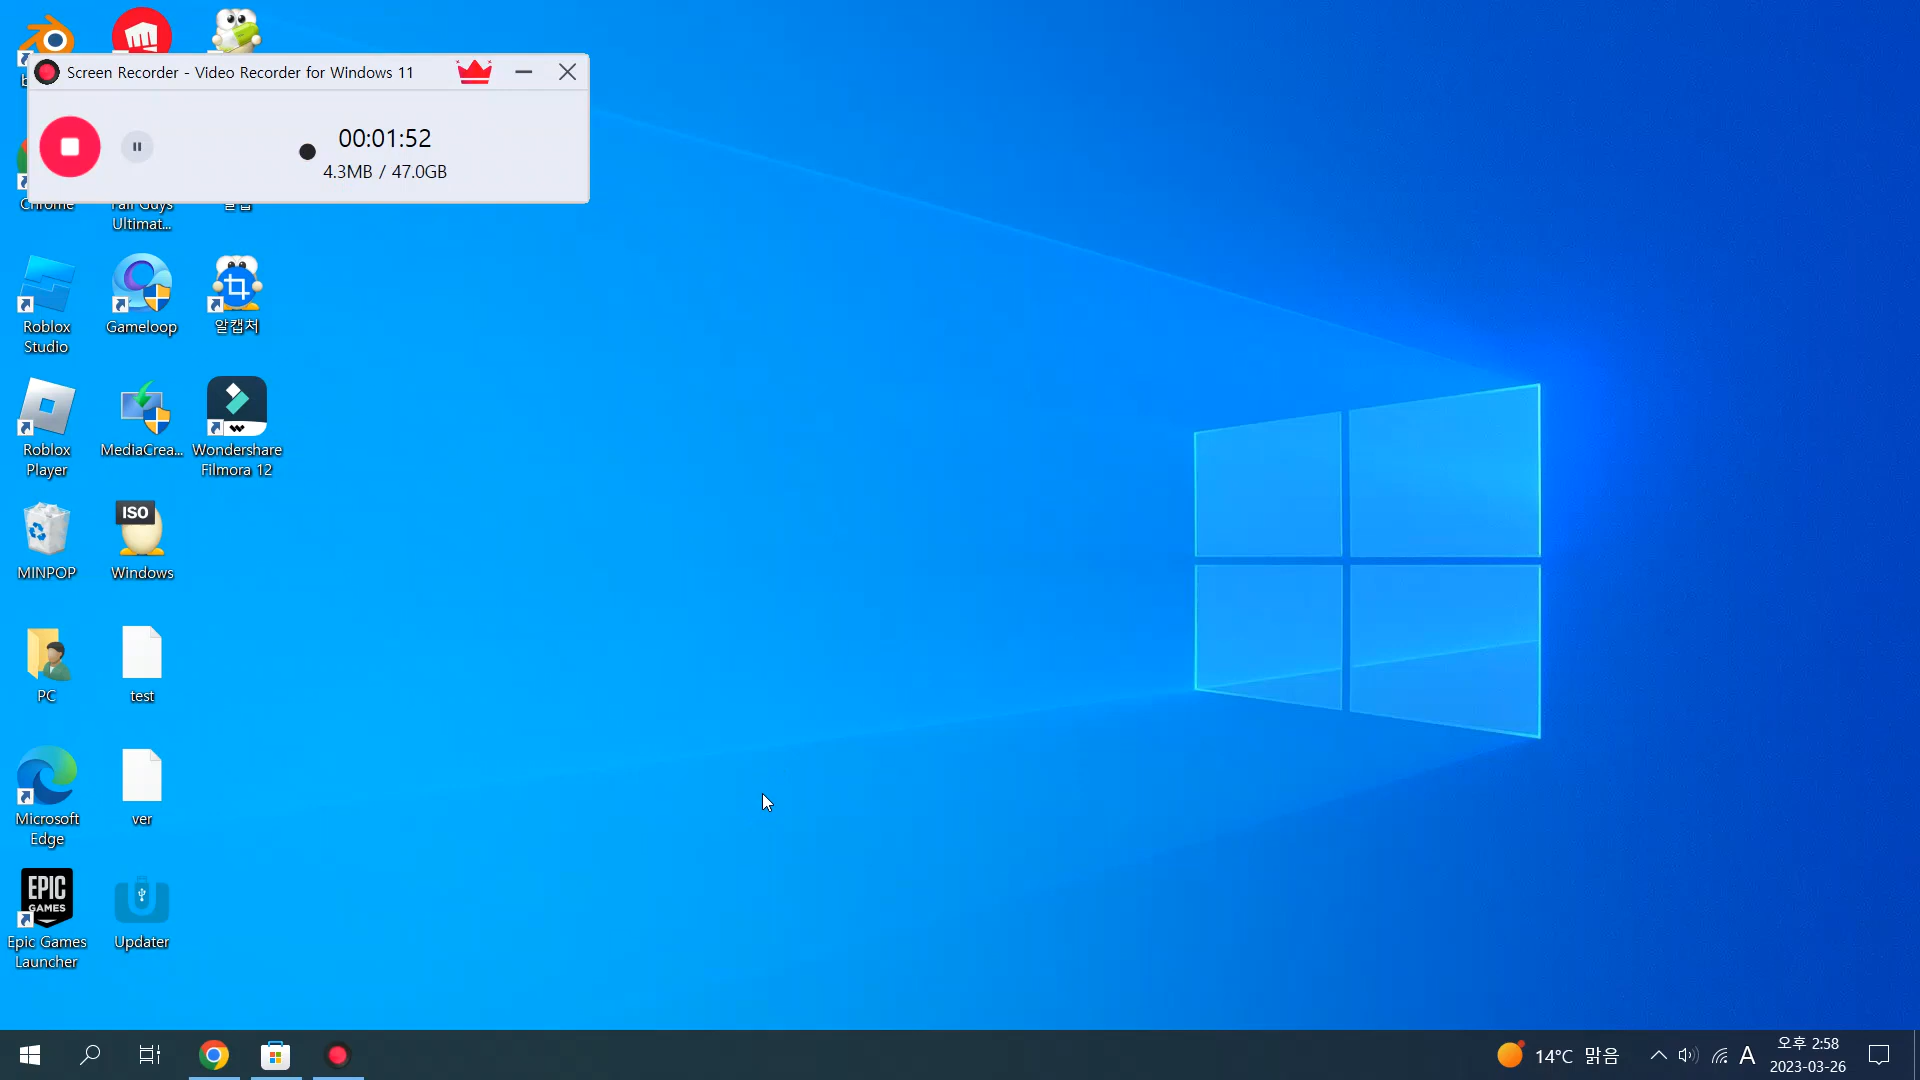 Screen Recorder - Video Recorder for Windows 11
00:01:52
4.3MB / 47.0GB
Chrome
Fall Guys
Ultimat...
Roblox
Studio
Gameloop
알캡처
Roblox
Player
MediaCrea...
Wondershare
Filmora 12
ISO
MINPOP
Windows
PC
test
Microsoft
Edge
ver
EPIC
GAMES
Epic Games
Launcher
Updater
14°C 맑음
A
오후 2:58
2023-03-26